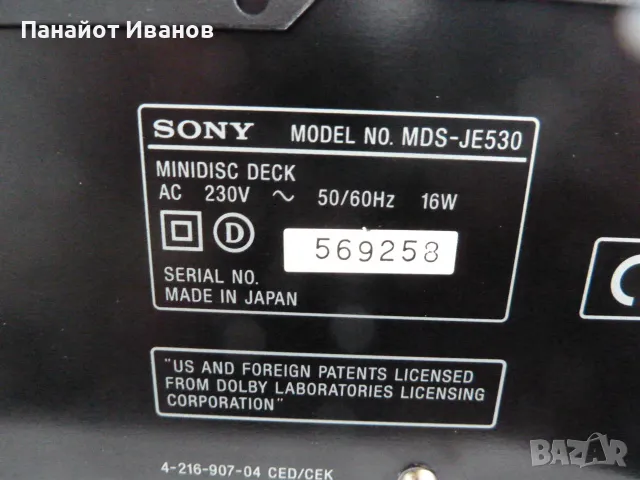 Панайот Иванов
SONY MODEL NO. MDS-JE530
MINIDISC DECK
AC 230V ~ 50/60Hz 16W
D
569258
SERIAL NO.
MADE IN JAPAN
"US AND FOREIGN PATENTS LICENSED
FROM DOLBY LABORATORIES LICENSING
CORPORATION"
4-216-907-04 CED/CEK
BAZAR